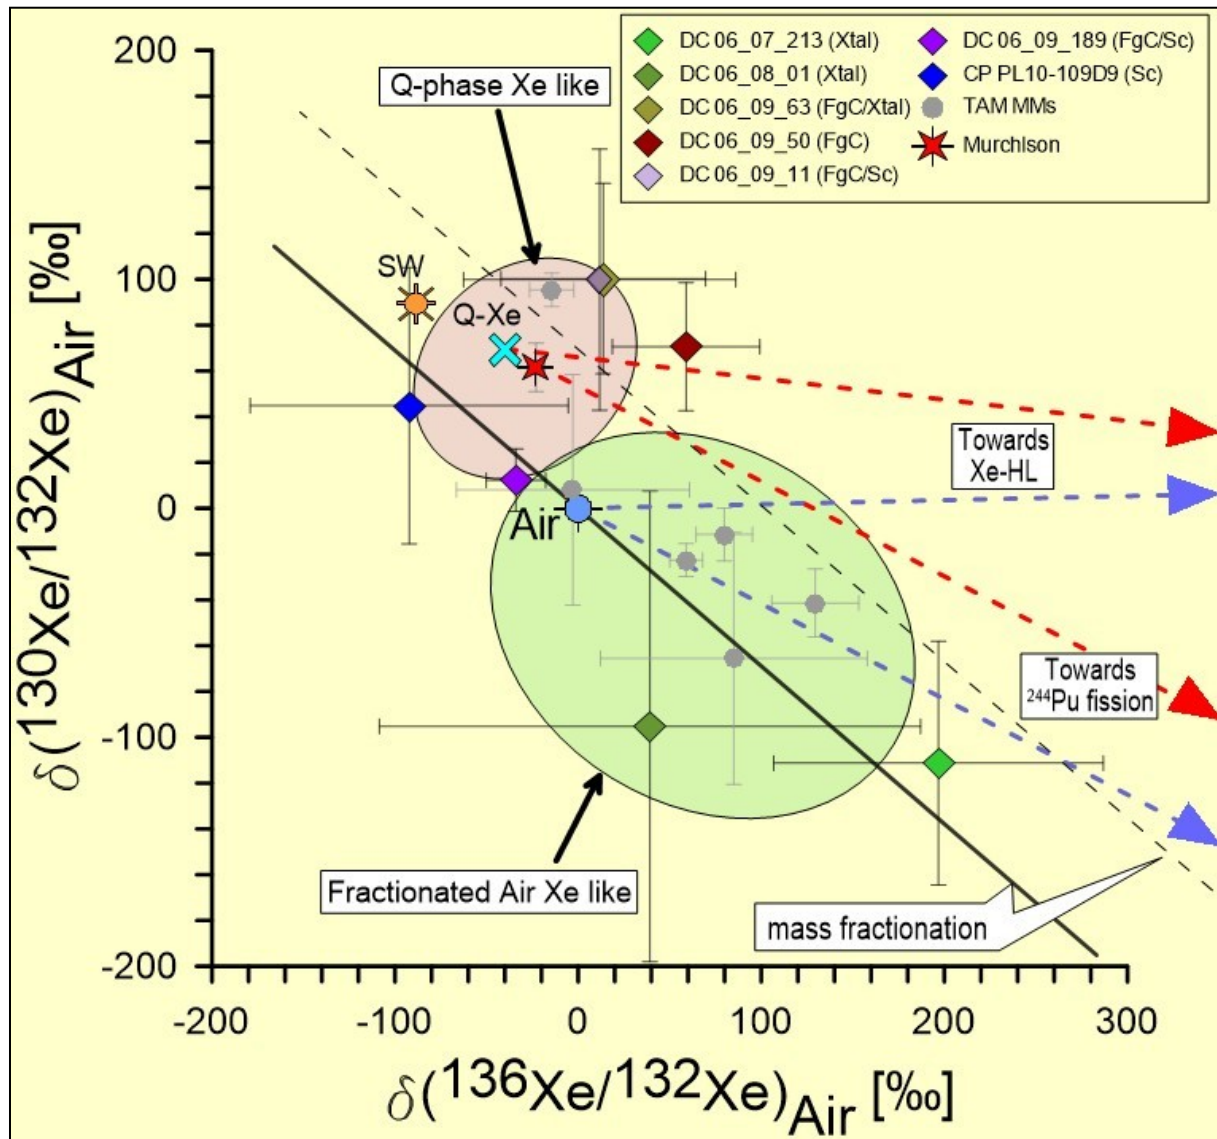 DC 06_07_213 (Xtal)
DC 06_08_01 (Xtal)
DC 06_09_63 (FgC/Xtal)
DC 06_09_50 (FgC)
DC 06_09_11 (FgC/Sc)
DC 06_09_189 (FgC/Sc)
CP PL10-109D9 (Sc)
TAM MMs
Murchison
Q-phase Xe like
SW
Q-Xe
Air
Towards
Xe-HL
Towards
²⁴⁴Pu fission
Fractionated Air Xe like
mass fractionation
200
100
0
-100
-200
δ(130Xe/132Xe)Air [‰]
-200 -100 0 100 200 300
δ(136Xe/132Xe)Air [‰]